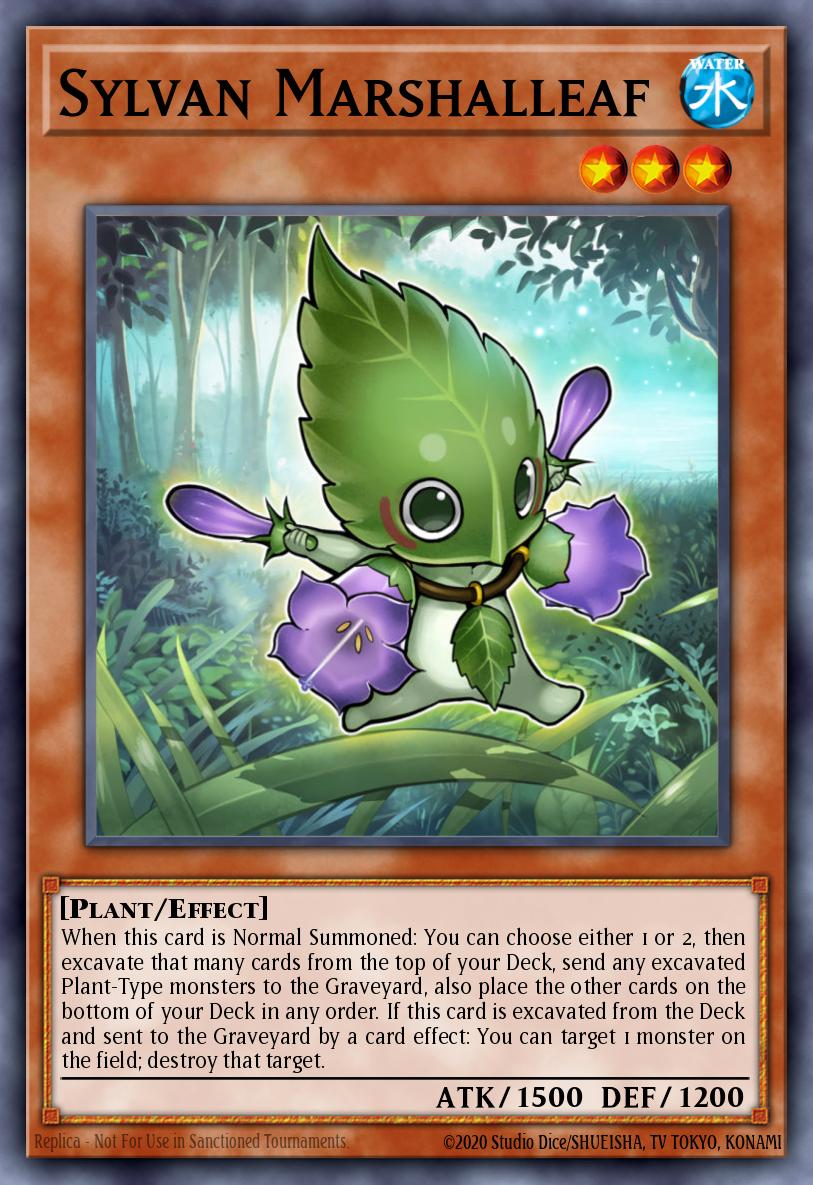 Sylvan Marshalleaf
WATER
水
[Plant/Effect]
When this card is Normal Summoned: You can choose either 1 or 2, then
excavate that many cards from the top of your Deck, send any excavated
Plant-Type monsters to the Graveyard, also place the other cards on the
bottom of your Deck in any order. If this card is excavated from the Deck
and sent to the Graveyard by a card effect: You can target 1 monster on
the field; destroy that target.
ATK/1500 DEF/1200
Replica - Not For Use in Sanctioned Tournaments.
©2020 Studio Dice/SHUEISHA, TV TOKYO, KONAMI